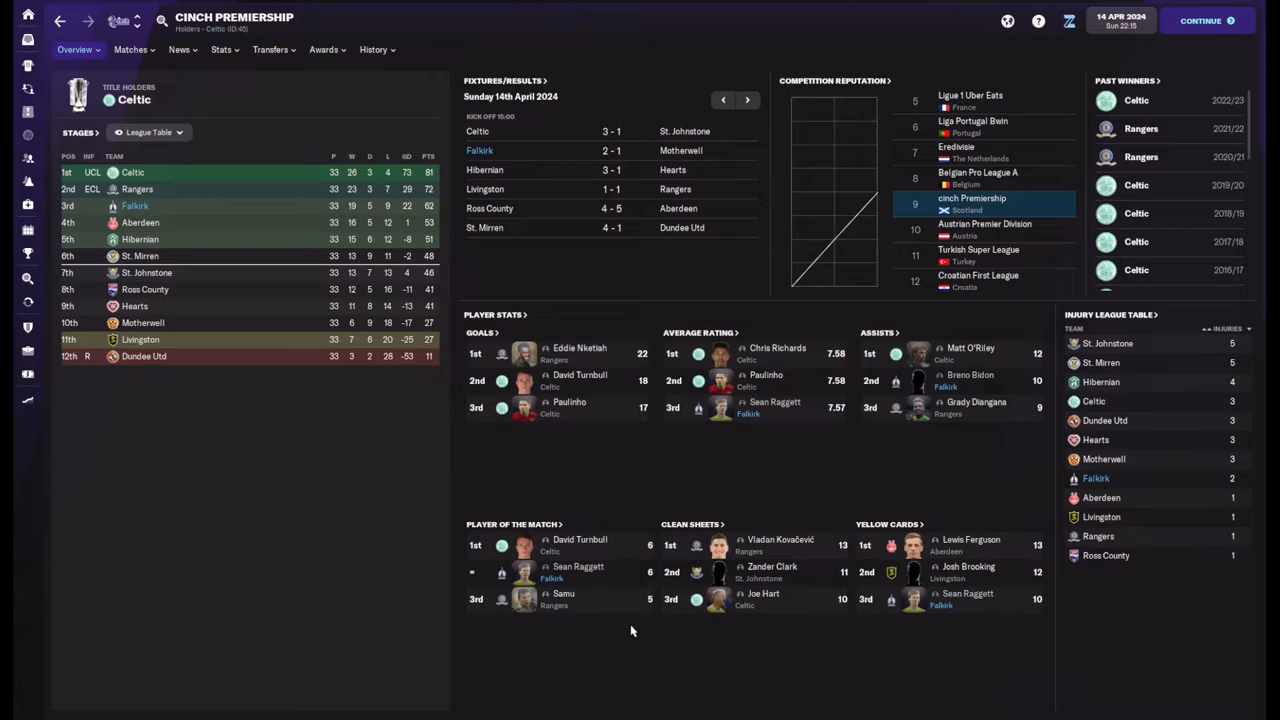 CINCH PREMIERSHIP
Holders - Celtic (ID:45)
14 APR 2024
Sun 22:15
CONTINUE
Overview Matches News Stats Transfers Awards History
TITLE HOLDERS
Celtic
STAGES League Table
POS INF TEAM P W D L GD PTS
1st UCL Celtic 33 26 3 4 73 81
2nd ECL Rangers 33 23 3 7 29 72
3rd Falkirk 33 19 5 9 22 62
4th Aberdeen 33 16 5 12 1 53
5th Hibernian 33 15 6 12 -8 51
6th St. Mirren 33 13 9 11 -2 48
7th St. Johnstone 33 13 7 13 4 46
8th Ross County 33 12 5 16 -11 41
9th Hearts 33 11 8 14 -13 41
10th Motherwell 33 6 9 18 -17 27
11th Livingston 33 7 6 20 -25 27
12th R Dundee Utd 33 3 2 28 -53 11
FIXTURES/RESULTS
Sunday 14th April 2024
KICK OFF 15:00
Celtic 3 - 1 St. Johnstone
Falkirk 2 - 1 Motherwell
Hibernian 3 - 1 Hearts
Livingston 1 - 1 Rangers
Ross County 4 - 5 Aberdeen
St. Mirren 4 - 1 Dundee Utd
COMPETITION REPUTATION
5 Ligue 1 Uber Eats
France
6 Liga Portugal Bwin
Portugal
7 Eredivisie
The Netherlands
8 Belgian Pro League A
Belgium
9 cinch Premiership
Scotland
10 Austrian Premier Division
Austria
11 Turkish Super League
Turkey
12 Croatian First League
Croatia
PAST WINNERS
Celtic 2022/23
Rangers 2021/22
Rangers 2020/21
Celtic 2019/20
Celtic 2018/19
Celtic 2017/18
Celtic 2016/17
PLAYER STATS
GOALS
1st Eddie Nketiah 22
Rangers
2nd David Turnbull 18
Celtic
3rd Paulinho 17
Celtic
AVERAGE RATING
1st Chris Richards 7.58
Celtic
2nd Paulinho 7.58
Celtic
3rd Sean Raggett 7.57
Falkirk
ASSISTS
1st Matt O'Riley 12
Celtic
2nd Breno Bidon 10
Falkirk
3rd Grady Diangana 9
Rangers
PLAYER OF THE MATCH
1st David Turnbull 6
Celtic
= Sean Raggett 6
Falkirk
3rd Samu 5
Rangers
CLEAN SHEETS
1st Vladan Kovačević 13
Rangers
2nd Zander Clark 11
St. Johnstone
3rd Joe Hart 10
Celtic
YELLOW CARDS
1st Lewis Ferguson 13
Aberdeen
2nd Josh Brooking 12
Livingston
3rd Sean Raggett 10
Falkirk
INJURY LEAGUE TABLE
TEAM INJURIES
St. Johnstone 5
St. Mirren 5
Hibernian 4
Celtic 3
Dundee Utd 3
Hearts 3
Motherwell 3
Falkirk 2
Aberdeen 1
Livingston 1
Rangers 1
Ross County 1